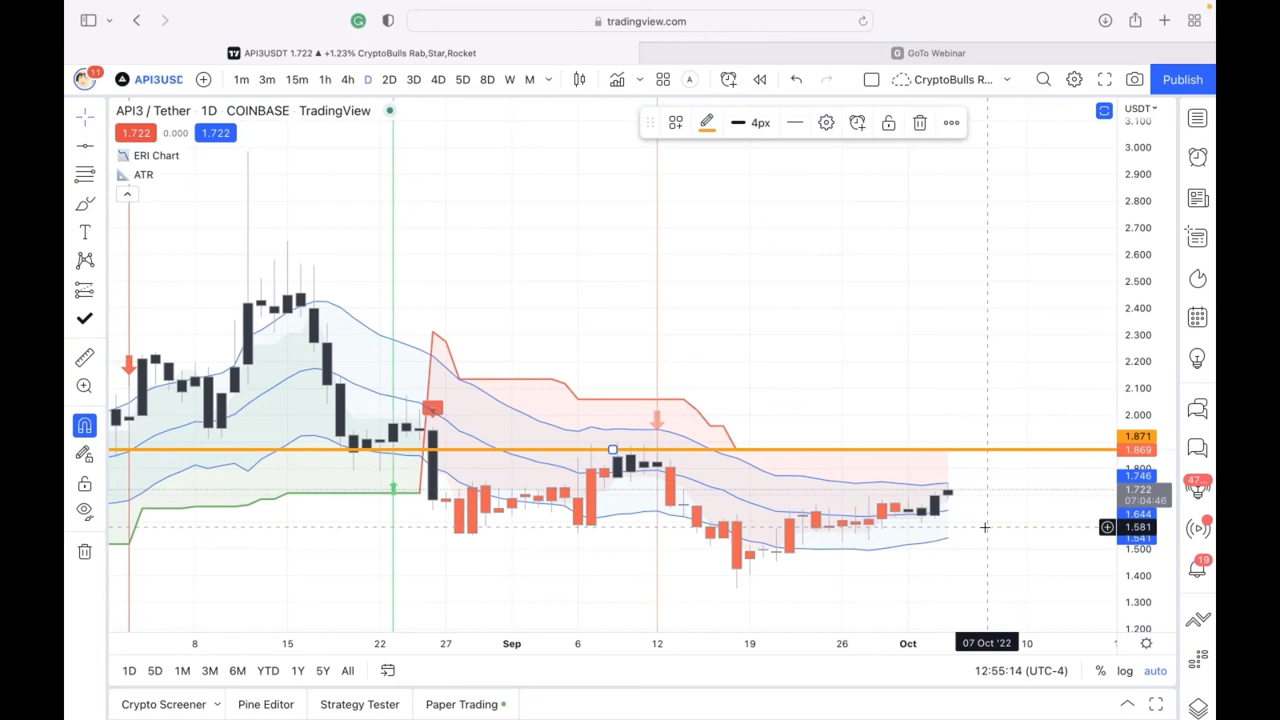 tradingview.com
API3USDT 1.722 ▲ +1.23% CryptoBulls Rab,Star,Rocket
GoTo Webinar
11
API3USD
1m 3m 15m 1h 4h D 2D 3D 4D 5D 8D W M
CryptoBulls R...
Publish
API3 / Tether · 1D · COINBASE · TradingView
4px
USDT
1.722 0.000 1.722
ERI Chart
ATR
3.100
3.000
2.900
2.800
2.700
2.600
2.500
2.400
2.300
2.200
2.100
2.000
1.871
1.869
1.800
1.746
1.722
07:04:46
1.644
1.581
1.541
1.500
1.400
1.300
1.200
47...
19
8 15 22 27 Sep 6 12 19 26 Oct 07 Oct '22 10
1D 5D 1M 3M 6M YTD 1Y 5Y All
12:55:14 (UTC-4) % log auto
Crypto Screener Pine Editor Strategy Tester Paper Trading